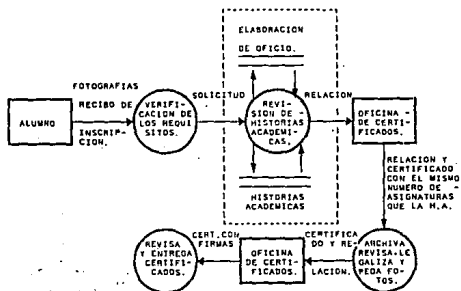 ELABORACION
DE OFICIO.
FOTOGRAFIAS
RECIBO DE
INSCRIP-
CION.
ALUMNO
VERIFI-
CACION DE
LOS REQUI
SITOS.
SOLICITUD
REVI-
SION DE -
HISTORIAS
ACADEMI-
CAS.
RELACION
OFICINA -
DE CERTIF-
CADOS.
HISTORIAS
ACADEMICAS
RELACION Y
CERTIFICADO
CON EL MISMO
NUMERO DE -
ASIGNATURAS
QUE LA H.A.
REVISA
Y ENTREGA
CERTIFI-
CADOS.
CERT.CON
FIRMAS
OFICINA
DE CERTI-
FICADOS.
CERTIFICA
DO Y RE-
LACION.
ARCHIVA
REVISA-LE
GALIZA Y
PEGA FO-
TOS.